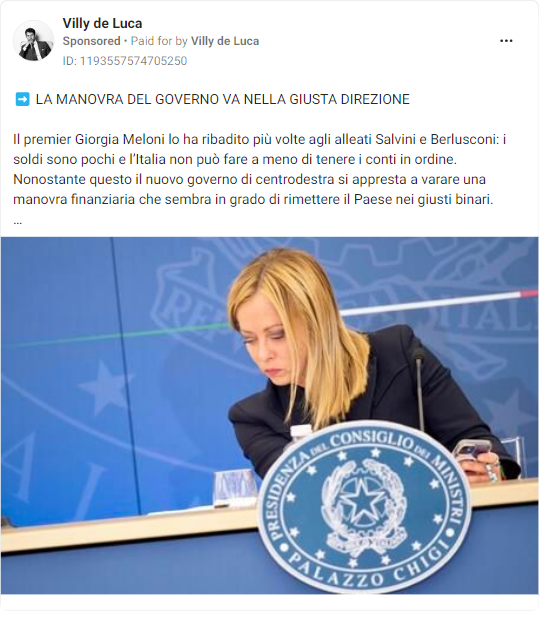 Villy de Luca
Sponsored • Paid for by Villy de Luca
ID: 1193557574705250
➡️ LA MANOVRA DEL GOVERNO VA NELLA GIUSTA DIREZIONE
Il premier Giorgia Meloni lo ha ribadito più volte agli alleati Salvini e Berlusconi: i
soldi sono pochi e l'Italia non può fare a meno di tenere i conti in ordine.
Nonostante questo il nuovo governo di centrodestra si appresta a varare una
manovra finanziaria che sembra in grado di rimettere il Paese nei giusti binari.
...
PRESIDENZA DEL CONSIGLIO DEI MINISTRI
PALAZZO CHIGI